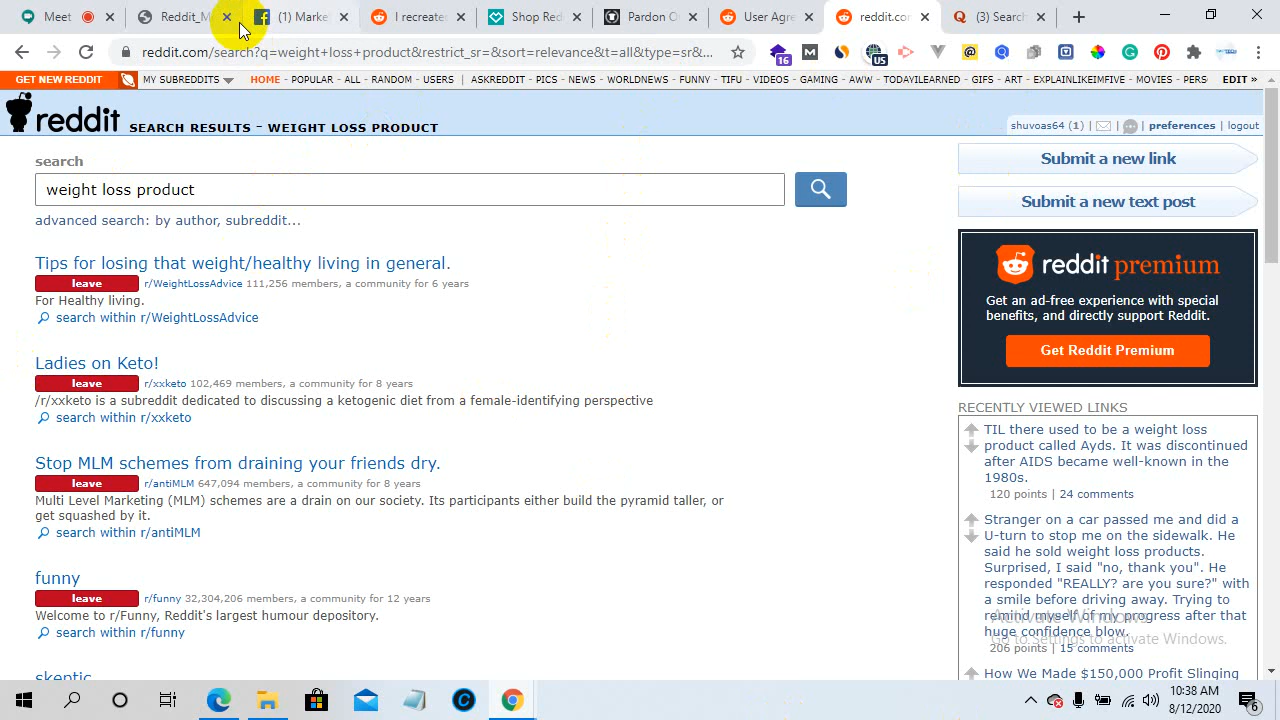 Meet
Reddit_M
(1) Marke
I recreate
Shop Red
Pardon O
User Agre
reddit.co
(3) Search
reddit.com/search?q=weight+loss+product&restrict_sr=&sort=relevance&t=all&type=sr&...
16
US
GET NEW REDDIT
MY SUBREDDITS
HOME - POPULAR - ALL - RANDOM - USERS | ASKREDDIT - PICS - NEWS - WORLDNEWS - FUNNY - TIFU - VIDEOS - GAMING - AWW - TODAYILEARNED - GIFS - ART - EXPLAINLIKEIMFIVE - MOVIES - PERS
EDIT »
reddit SEARCH RESULTS - WEIGHT LOSS PRODUCT
shuvoas64 (1) | | | preferences | logout
search
weight loss product
advanced search: by author, subreddit...
Tips for losing that weight/healthy living in general.
leave r/WeightLossAdvice 111,256 members, a community for 6 years
For Healthy living.
search within r/WeightLossAdvice
Ladies on Keto!
leave r/xxketo 102,469 members, a community for 8 years
/r/xxketo is a subreddit dedicated to discussing a ketogenic diet from a female-identifying perspective
search within r/xxketo
Stop MLM schemes from draining your friends dry.
leave r/antiMLM 647,094 members, a community for 8 years
Multi Level Marketing (MLM) schemes are a drain on our society. Its participants either build the pyramid taller, or
get squashed by it.
search within r/antiMLM
funny
leave r/funny 32,304,206 members, a community for 12 years
Welcome to r/Funny, Reddit's largest humour depository.
search within r/funny
skeptic
Submit a new link
Submit a new text post
reddit premium
Get an ad-free experience with special
benefits, and directly support Reddit.
Get Reddit Premium
RECENTLY VIEWED LINKS
TIL there used to be a weight loss
product called Ayds. It was discontinued
after AIDS became well-known in the
1980s.
120 points | 24 comments
Stranger on a car passed me and did a
U-turn to stop me on the sidewalk. He
said he sold weight loss products.
Surprised, I said "no, thank you". He
responded "REALLY? are you sure?" with
a smile before driving away. Trying to
remind myself of my progress after that
huge confidence blow.
206 points | 15 comments
How We Made $150,000 Profit Slinging
Activate Windows
Go to Settings to activate Windows.
10:38 AM
8/12/2020
6